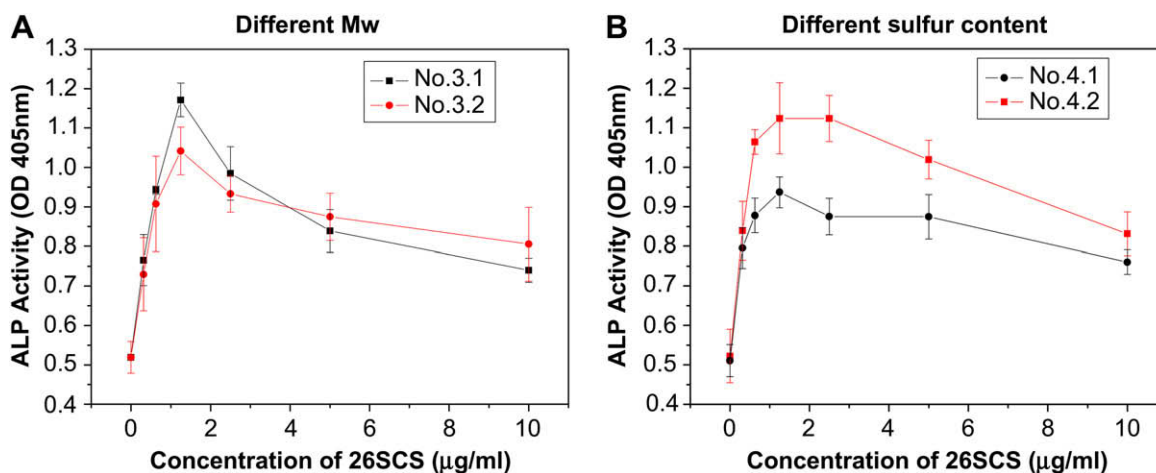 A
Different Mw
1.3
1.2
1.1
1.0
0.9
0.8
0.7
0.6
0.5
0.4
ALP Activity (OD 405nm)
No.3.1
No.3.2
0 2 4 6 8 10
Concentration of 26SCS (μg/ml)
B
Different sulfur content
1.3
1.2
1.1
1.0
0.9
0.8
0.7
0.6
0.5
0.4
ALP Activity (OD 405nm)
No.4.1
No.4.2
0 2 4 6 8 10
Concentration of 26SCS (μg/ml)